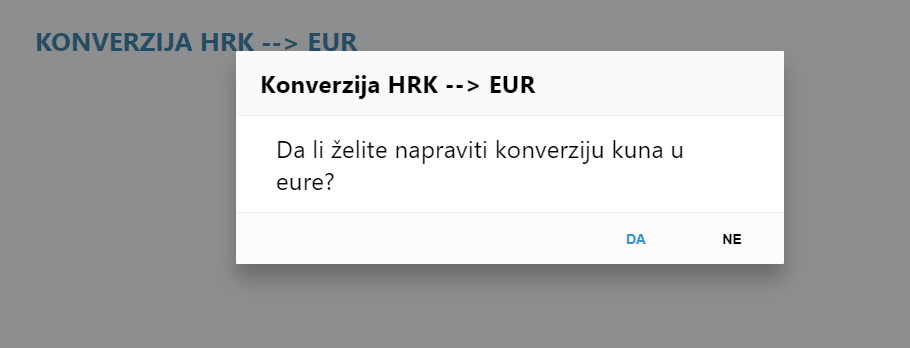 KONVERZIJA HRK --> EUR
Konverzija HRK --> EUR
Da li želite napraviti konverziju kuna u
eure?
DA NE